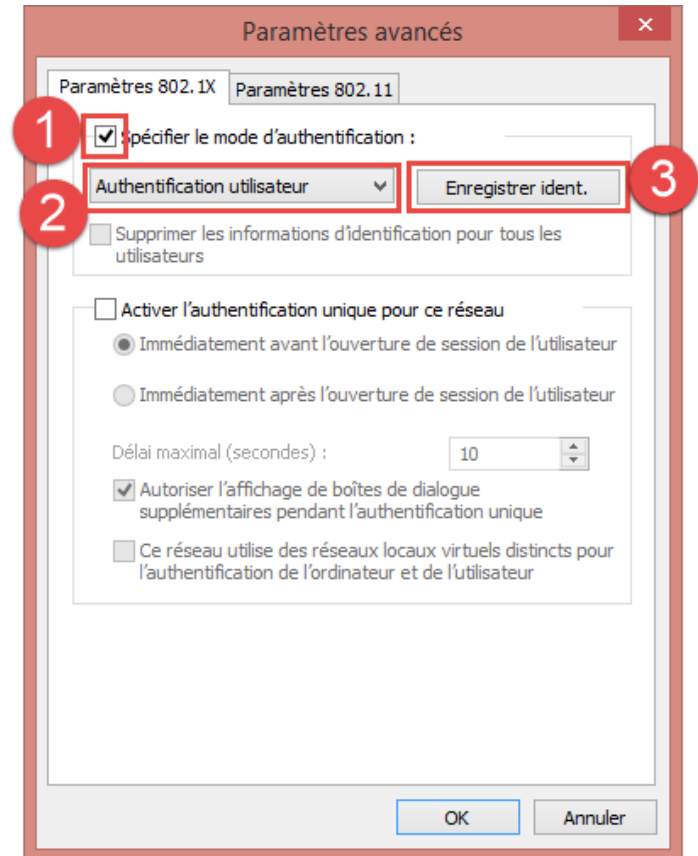 Paramètres avancés
Paramètres 802.1X
Paramètres 802.11
1
Spécifier le mode d'authentification :
Authentification utilisateur
Enregistrer ident.
2
3
Supprimer les informations d'identification pour tous les
utilisateurs
Activer l'authentification unique pour ce réseau
Immédiatement avant l'ouverture de session de l'utilisateur
Immédiatement après l'ouverture de session de l'utilisateur
Délai maximal (secondes) :
10
Autoriser l'affichage de boîtes de dialogue
supplémentaires pendant l'authentification unique
Ce réseau utilise des réseaux locaux virtuels distincts pour
l'authentification de l'ordinateur et de l'utilisateur
OK
Annuler